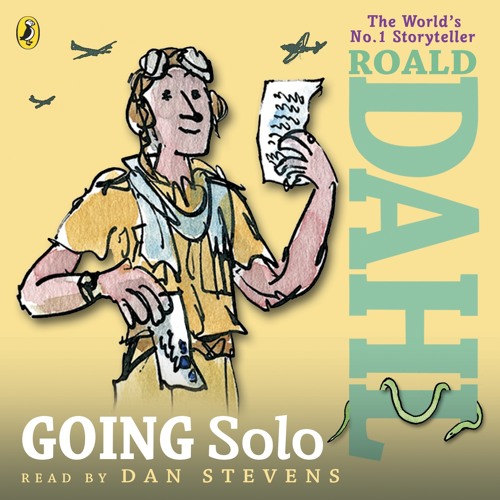 The World's
No.1 Storyteller
ROALD
DAHL
GOING Solo
READ BY DAN STEVENS